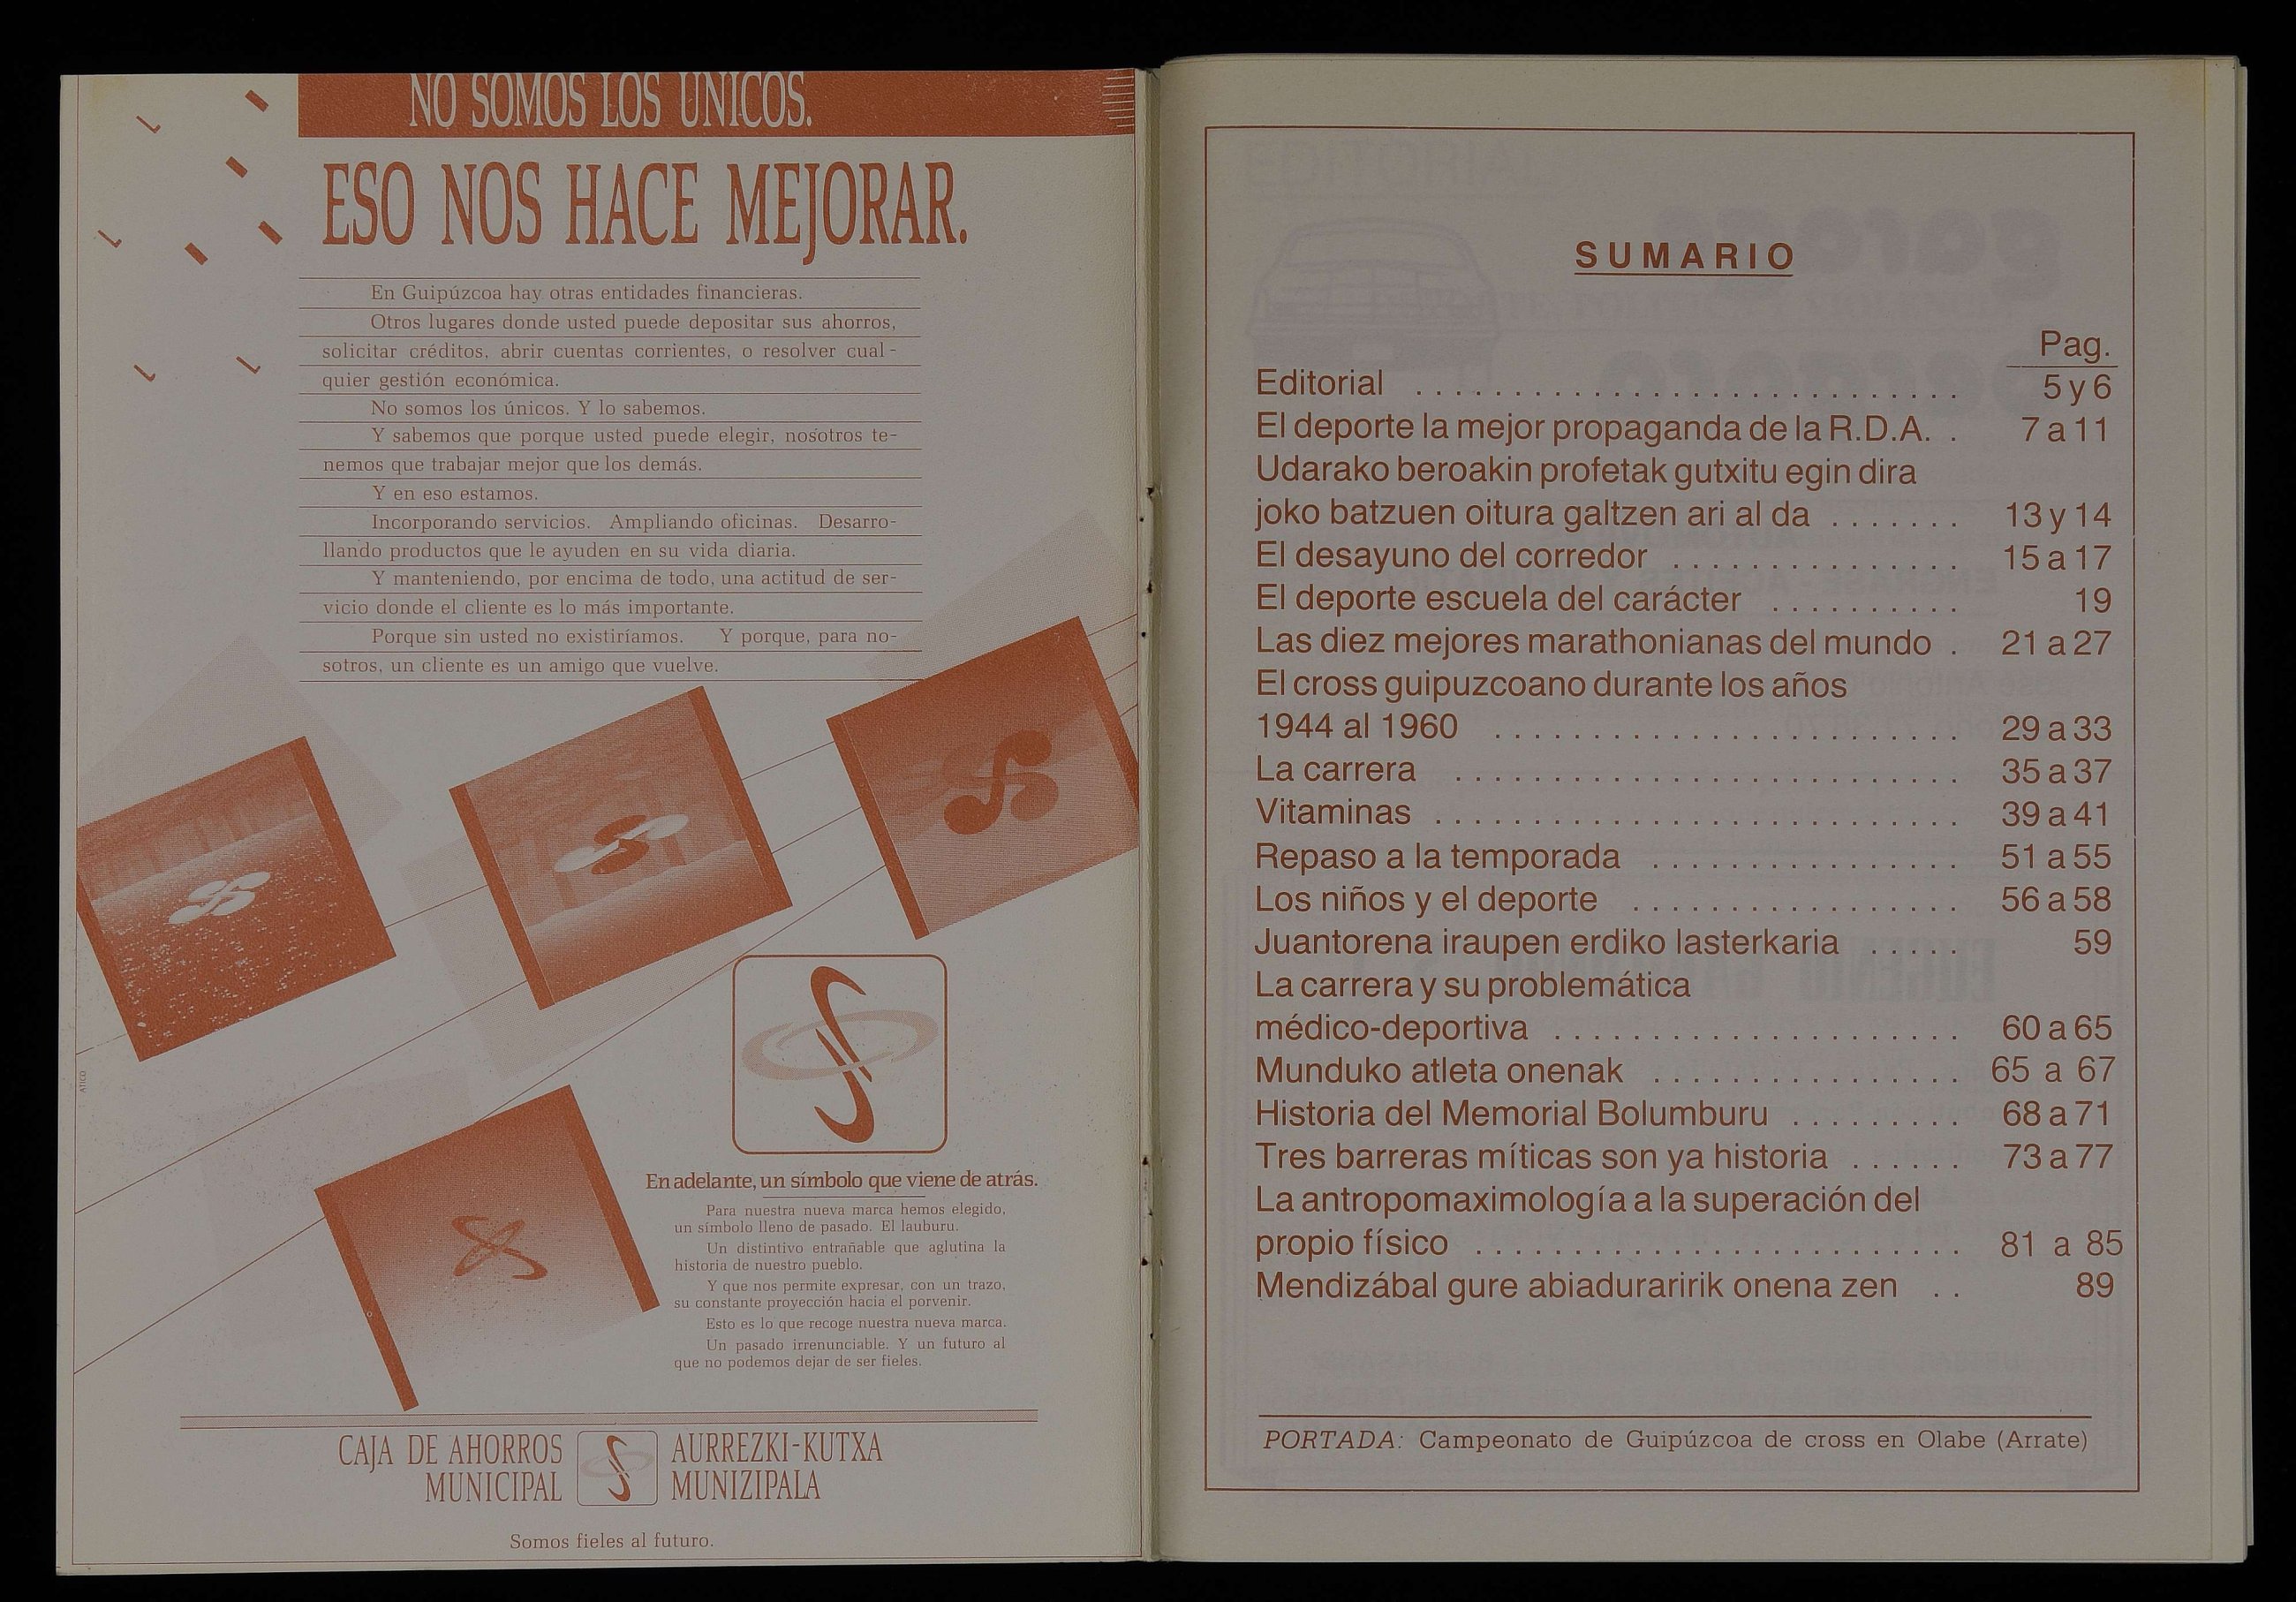 NO SOMOS LOS UNICOS.
ESO NOS HACE MEJORAR.
En Guipúzcoa hay otras entidades financieras.
Otros lugares donde usted puede depositar sus ahorros,
solicitar créditos, abrir cuentas corrientes, o resolver cual-
quier gestión económica.
No somos los únicos. Y lo sabemos.
Y sabemos que porque usted puede elegir, nosotros te-
nemos que trabajar mejor que los demás.
Y en eso estamos.
Incorporando servicios. Ampliando oficinas. Desarro-
llando productos que le ayuden en su vida diaria.
Y manteniendo, por encima de todo, una actitud de ser-
vicio donde el cliente es lo más importante.
Porque sin usted no existiríamos. Y porque, para no-
sotros, un cliente es un amigo que vuelve.
ATICO
En adelante, un símbolo que viene de atrás.
Para nuestra nueva marca hemos elegido,
un símbolo lleno de pasado. El lauburu.
Un distintivo entrañable que aglutina la
historia de nuestro pueblo.
Y que nos permite expresar, con un trazo,
su constante proyección hacia el porvenir.
Esto es lo que recoge nuestra nueva marca.
Un pasado irrenunciable. Y un futuro al
que no podemos dejar de ser fieles.
CAJA DE AHORROS
MUNICIPAL
AURREZKI-KUTXA
MUNIZIPALA
Somos fieles al futuro.
SUMARIO
Pag.
Editorial . . . . . . . . . . . . . . . . . . . . . . . . . . . . 5 y 6
El deporte la mejor propaganda de la R.D.A. . 7 a 11
Udarako beroakin profetak gutxitu egin dira
joko batzuen oitura galtzen ari al da . . . . . . . 13 y 14
El desayuno del corredor . . . . . . . . . . . . . . . 15 a 17
El deporte escuela del carácter . . . . . . . . . . 19
Las diez mejores marathonianas del mundo . 21 a 27
El cross guipuzcoano durante los años
1944 al 1960 . . . . . . . . . . . . . . . . . . . . . . . . 29 a 33
La carrera . . . . . . . . . . . . . . . . . . . . . . . . . . 35 a 37
Vitaminas . . . . . . . . . . . . . . . . . . . . . . . . . . . 39 a 41
Repaso a la temporada . . . . . . . . . . . . . . . . 51 a 55
Los niños y el deporte . . . . . . . . . . . . . . . . . 56 a 58
Juantorena iraupen erdiko lasterkaria . . . . . 59
La carrera y su problemática
médico-deportiva . . . . . . . . . . . . . . . . . . . . . 60 a 65
Munduko atleta onenak . . . . . . . . . . . . . . . . 65 a 67
Historia del Memorial Bolumburu . . . . . . . . . 68 a 71
Tres barreras míticas son ya historia . . . . . . 73 a 77
La antropomaximología a la superación del
propio físico . . . . . . . . . . . . . . . . . . . . . . . . . 81 a 85
Mendizábal gure abiaduraririk onena zen . . 89
PORTADA: Campeonato de Guipúzcoa de cross en Olabe (Arrate)